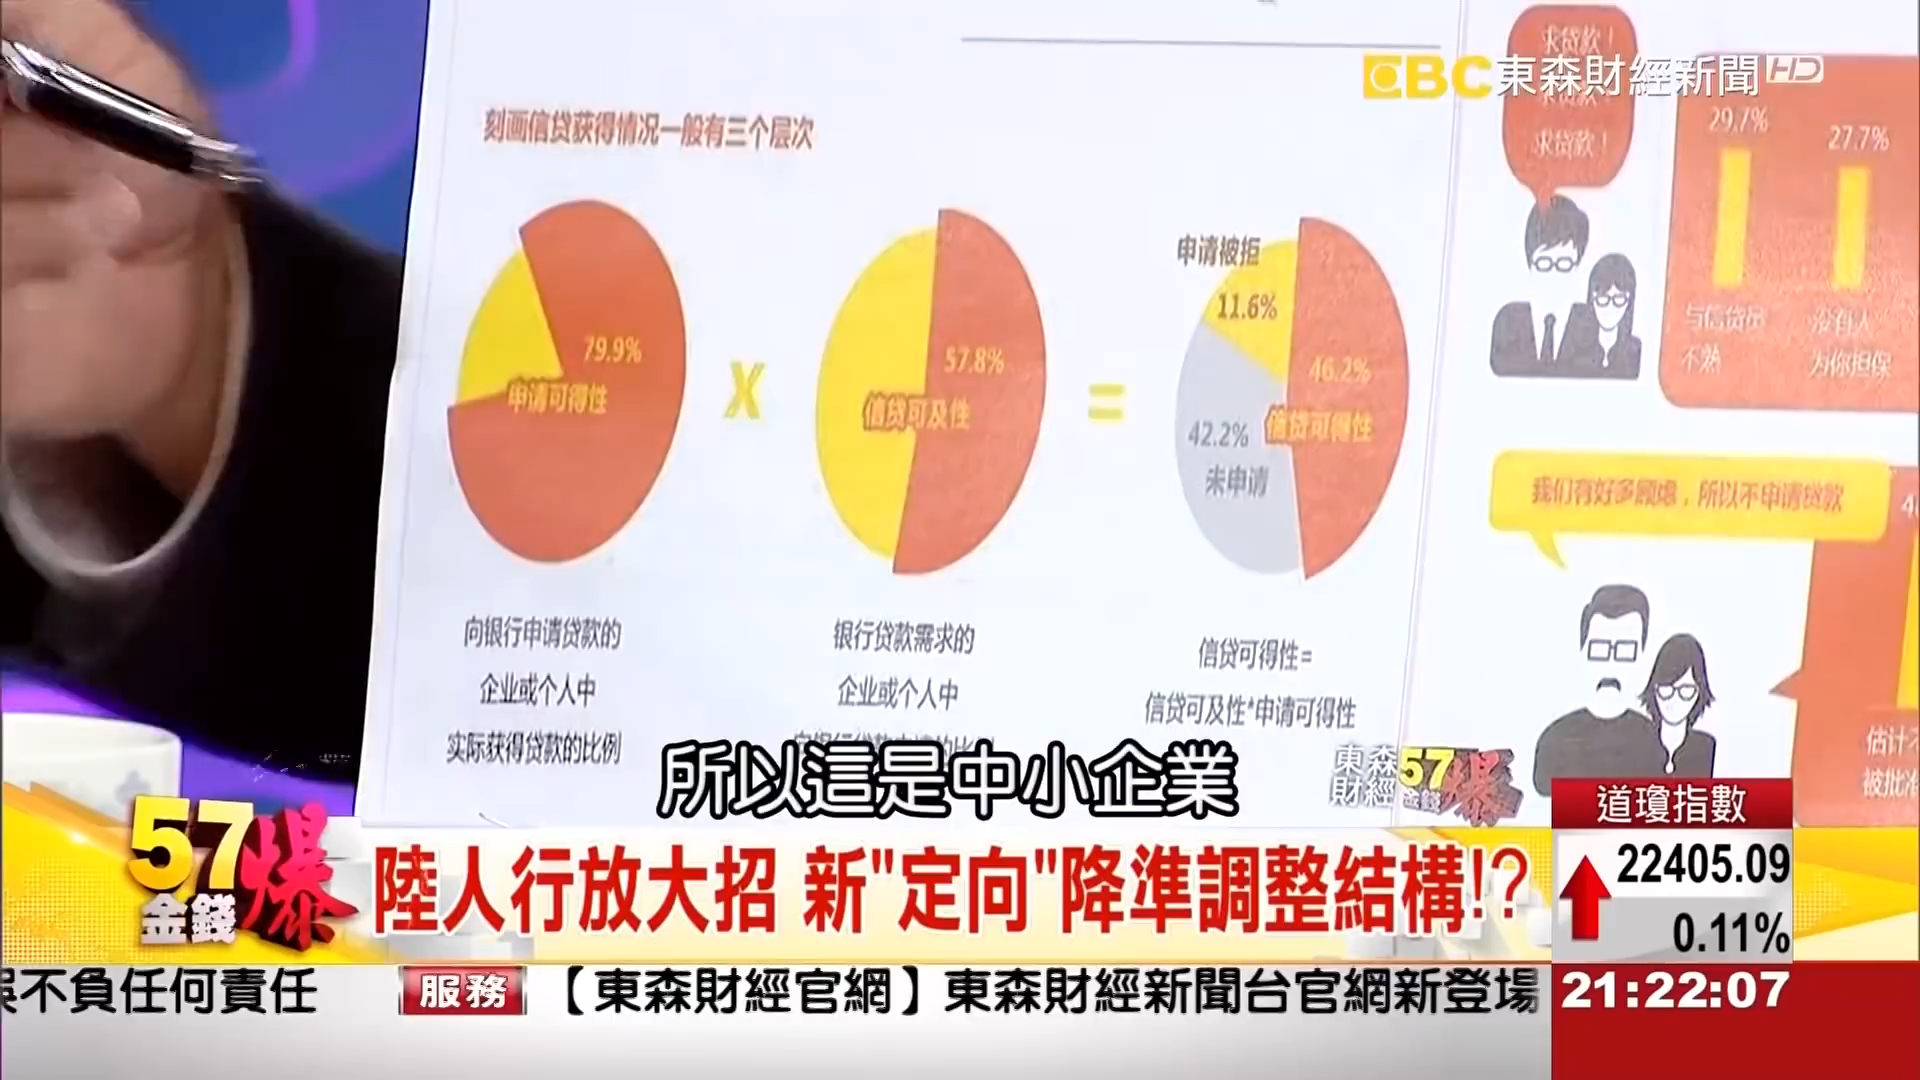 刻画信贷获得情况一般有三个层次
79.9%
申请可得性
X
57.8%
信贷可及性
=
申请被拒
11.6%
46.2%
信贷可得性
42.2%
未申请
向银行申请贷款的
企业或个人中
实际获得贷款的比例
银行贷款需求的
企业或个人中
信贷可得性=
信贷可及性*申请可得性
求贷款！
求贷款！
EBC東森財經新聞HD
29.7%
27.7%
与信贷员
不熟
没有人
为你担保
我们有好多顾虑，所以不申请贷款
估计不
被批准
所以這是中小企業
東森
財經
57
金錢
爆
57
金錢
爆
陸人行放大招 新"定向"降準調整結構!?
道瓊指數
22405.09
0.11%
不負任何責任
服務
【東森財經官網】東森財經新聞台官網新登場
21:22:07